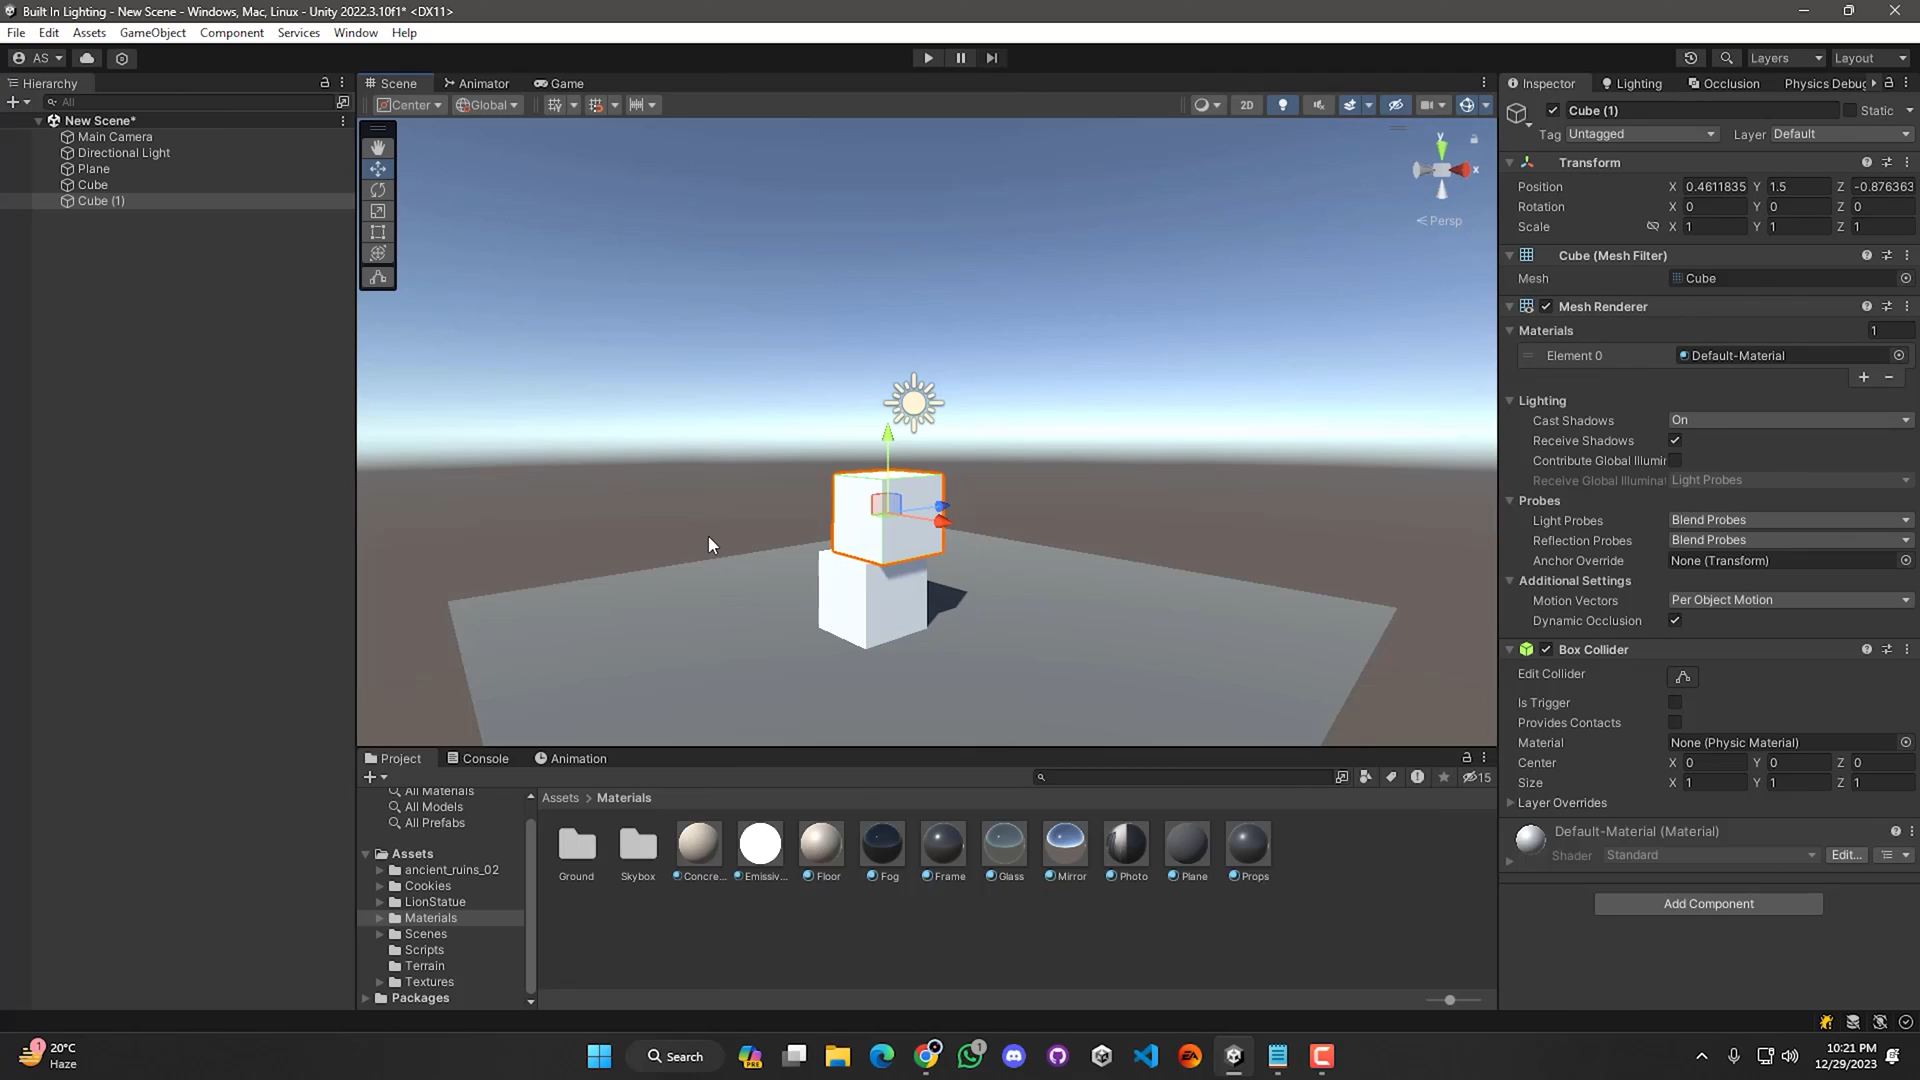 Built In Lighting - New Scene - Windows, Mac, Linux - Unity 2022.3.10f1* <DX11>
File Edit Assets GameObject Component Services Window Help
AS Layers Layout
Hierarchy Scene Animator Game Inspector Lighting Occlusion Physics Debug
All Center Global 2D Cube (1) Static
New Scene*
Tag Untagged Layer Default
Main Camera
Directional Light
Plane
Cube
Cube (1)
y
x
Persp
Transform
Position X 0.4611835 Y 1.5 Z -0.876363
Rotation X 0 Y 0 Z 0
Scale X 1 Y 1 Z 1
Cube (Mesh Filter)
Mesh Cube
Mesh Renderer
Materials 1
Element 0 Default-Material
+ -
Lighting
Cast Shadows On
Receive Shadows
Contribute Global Illumin
Receive Global Illuminat Light Probes
Probes
Light Probes Blend Probes
Reflection Probes Blend Probes
Anchor Override None (Transform)
Additional Settings
Motion Vectors Per Object Motion
Dynamic Occlusion
Box Collider
Edit Collider
Is Trigger
Provides Contacts
Material None (Physic Material)
Center X 0 Y 0 Z 0
Size X 1 Y 1 Z 1
Layer Overrides
Default-Material (Material)
Shader Standard Edit...
Add Component
Project Console Animation
15
All Materials
All Models
All Prefabs
Assets
ancient_ruins_02
Cookies
LionStatue
Materials
Scenes
Scripts
Terrain
Textures
Packages
Assets > Materials
Ground Skybox Concre... Emissiv... Floor Fog Frame Glass Mirror Photo Plane Props
1
20°C
Haze
Search
PRE
1
EA
10:21 PM
12/29/2023